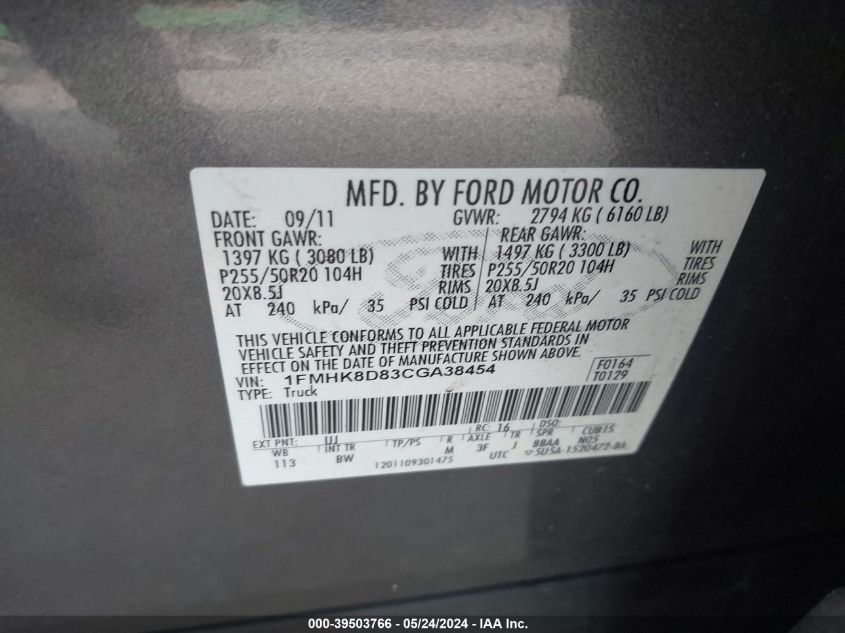 MFD. BY FORD MOTOR CO.
DATE: 09/11 GVWR: 2794 KG ( 6160 LB)
FRONT GAWR: REAR GAWR:
1397 KG ( 3080 LB) WITH 1497 KG ( 3300 LB) WITH
P255/50R20 104H TIRES P255/50R20 104H TIRES
20X8.5J RIMS 20X8.5J RIMS
AT 240 kPa/ 35 PSI COLD AT 240 kPa/ 35 PSI COLD
THIS VEHICLE CONFORMS TO ALL APPLICABLE FEDERAL MOTOR
VEHICLE SAFETY AND THEFT PREVENTION STANDARDS IN
EFFECT ON THE DATE OF MANUFACTURE SHOWN ABOVE.
VIN: 1FMHK8D83CGA38454 F0164
TYPE: Truck T0129
EXT PNT: UJ RC: 16 DSO:
WB INT TR TP/PS R AXLE TR SPR CUBIS
113 BW M 3F J BBAA N05
1201109301475 UTC 5U5A-1520472-BA
000-39503766 - 05/24/2024 - IAA Inc.